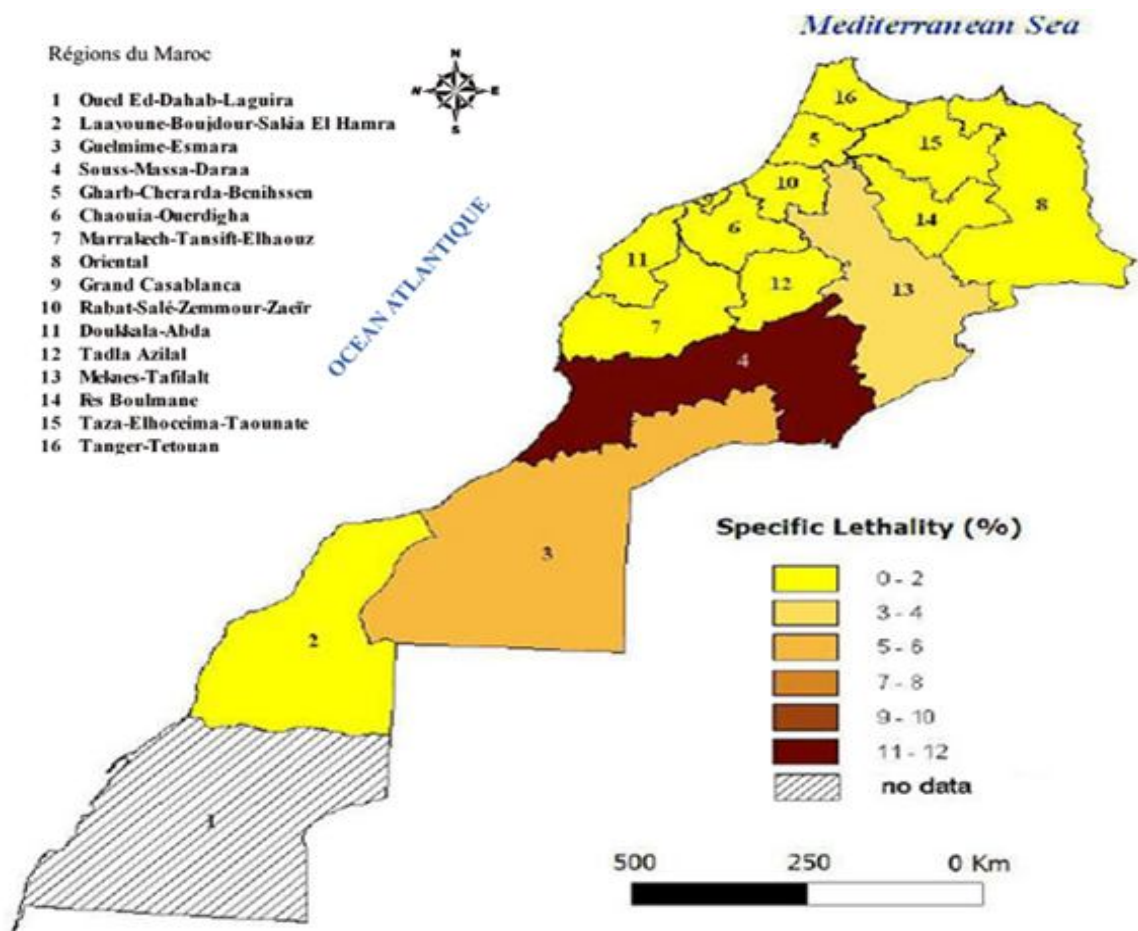 Mediterranean Sea
Régions du Maroc
1 Oued Ed-Dahab-Laguira
2 Laayoune-Boujdour-Sakia El Hamra
3 Guelmime-Esmara
4 Souss-Massa-Daraa
5 Gharb-Cherarda-Benihssen
6 Chaouia-Ouerdigha
7 Marrakech-Tansift-Elhaouz
8 Oriental
9 Grand Casablanca
10 Rabat-Salé-Zemmour-Zaeïr
11 Doukkala-Abda
12 Tadla Azilal
13 Meknes-Tafilalt
14 Fes Boulmane
15 Taza-Elhoceima-Taounate
16 Tanger-Tetouan
N
E
S
OCEAN ATLANTIQUE
16
5
15
10
8
14
6
11
12
13
7
4
3
2
1
Specific Lethality (%)
0 - 2
3 - 4
5 - 6
7 - 8
9 - 10
11 - 12
no data
500 250 0 Km